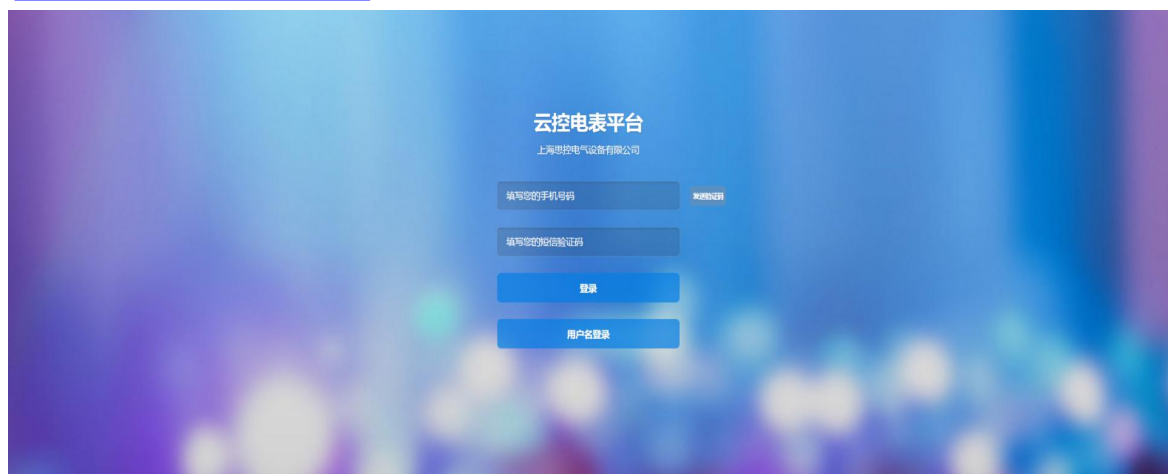 云控电表平台
上海思控电气设备有限公司
填写您的手机号码
发送验证码
填写您的短信验证码
登录
用户名登录